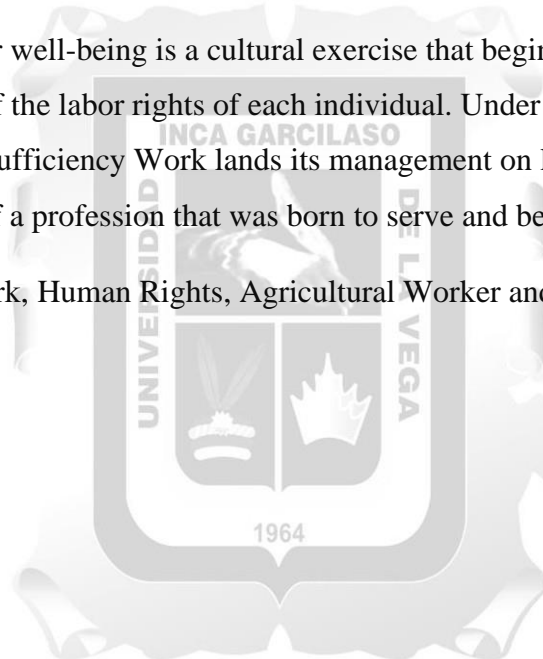 r well-being is a cultural exercise that begin
f the labor rights of each individual. Under
INCA GARCILASO
ufficiency Work lands its management on
UNIVERSIDAD
DE LA VEGA
f a profession that was born to serve and be
rk, Human Rights, Agricultural Worker and
1964